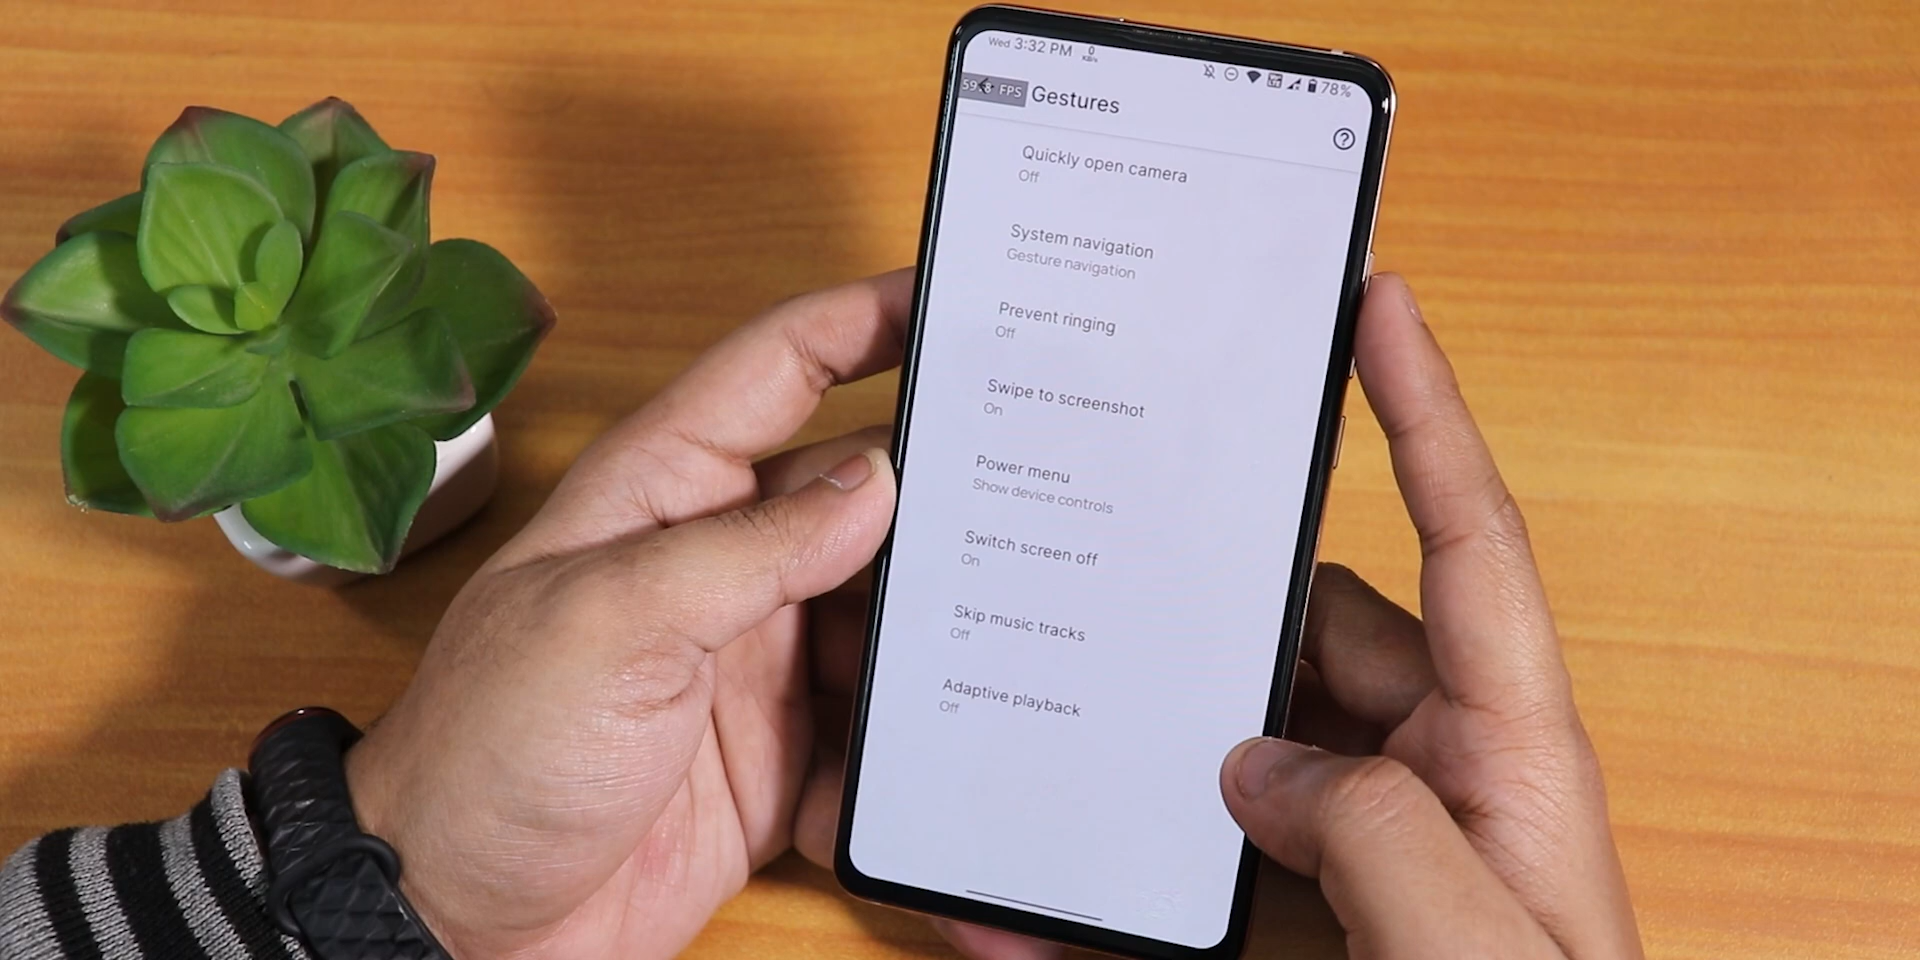 Wed 3:32 PM 0 KB/s
78%
FPS
Gestures
Quickly open camera
Off
System navigation
Gesture navigation
Prevent ringing
Off
Swipe to screenshot
On
Power menu
Show device controls
Switch screen off
On
Skip music tracks
Off
Adaptive playback
Off